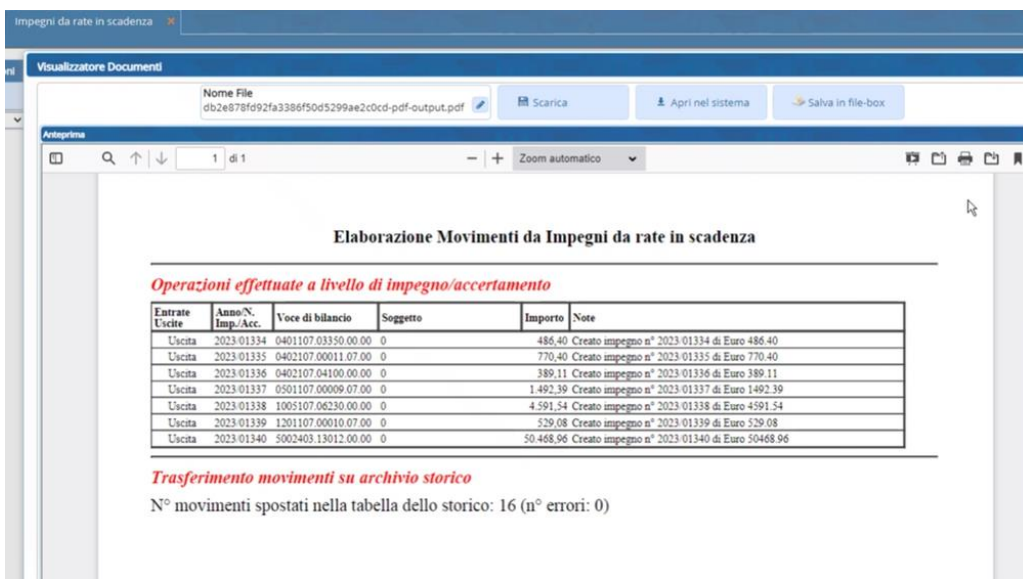 Impegni da rate in scadenza
Visualizzatore Documenti
Nome File
db2e878fd92fa3386f50d5299ae2c0cd-pdf-output.pdf
Scarica
Apri nel sistema
Salva in file-box
Anteprima
1 di 1
Zoom automatico
Elaborazione Movimenti da Impegni da rate in scadenza
Operazioni effettuate a livello di impegno/accertamento
Entrate Uscite Anno/N. Imp./Acc. Voce di bilancio Soggetto Importo Note
Uscita 2023/01334 0401107.03350.00.00 0 486,40 Creato impegno n° 2023/01334 di Euro 486.40
Uscita 2023/01335 0402107.00011.07.00 0 770,40 Creato impegno n° 2023/01335 di Euro 770.40
Uscita 2023/01336 0402107.04100.00.00 0 389,11 Creato impegno n° 2023/01336 di Euro 389.11
Uscita 2023/01337 0501107.00009.07.00 0 1.492,39 Creato impegno n° 2023/01337 di Euro 1492.39
Uscita 2023/01338 1005107.06230.00.00 0 4.591,54 Creato impegno n° 2023/01338 di Euro 4591.54
Uscita 2023/01339 1201107.00010.07.00 0 529,08 Creato impegno n° 2023/01339 di Euro 529.08
Uscita 2023/01340 5002403.13012.00.00 0 50.468,96 Creato impegno n° 2023/01340 di Euro 50468.96
Trasferimento movimenti su archivio storico
N° movimenti spostati nella tabella dello storico: 16 (n° errori: 0)